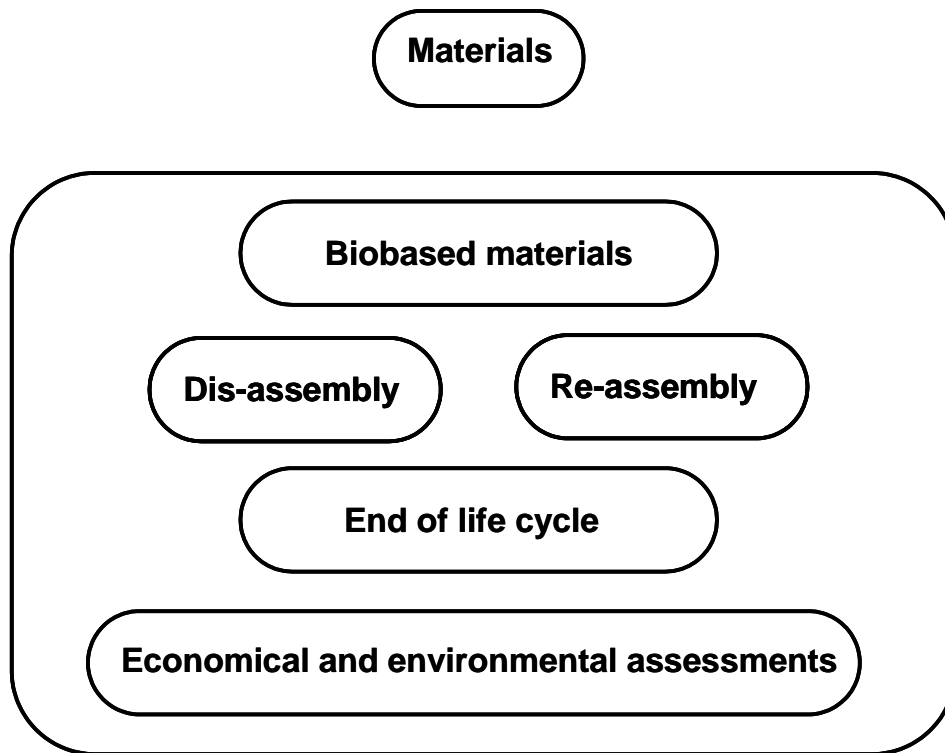 Materials
Biobased materials
Dis-assembly
Re-assembly
End of life cycle
Economical and environmental assessments